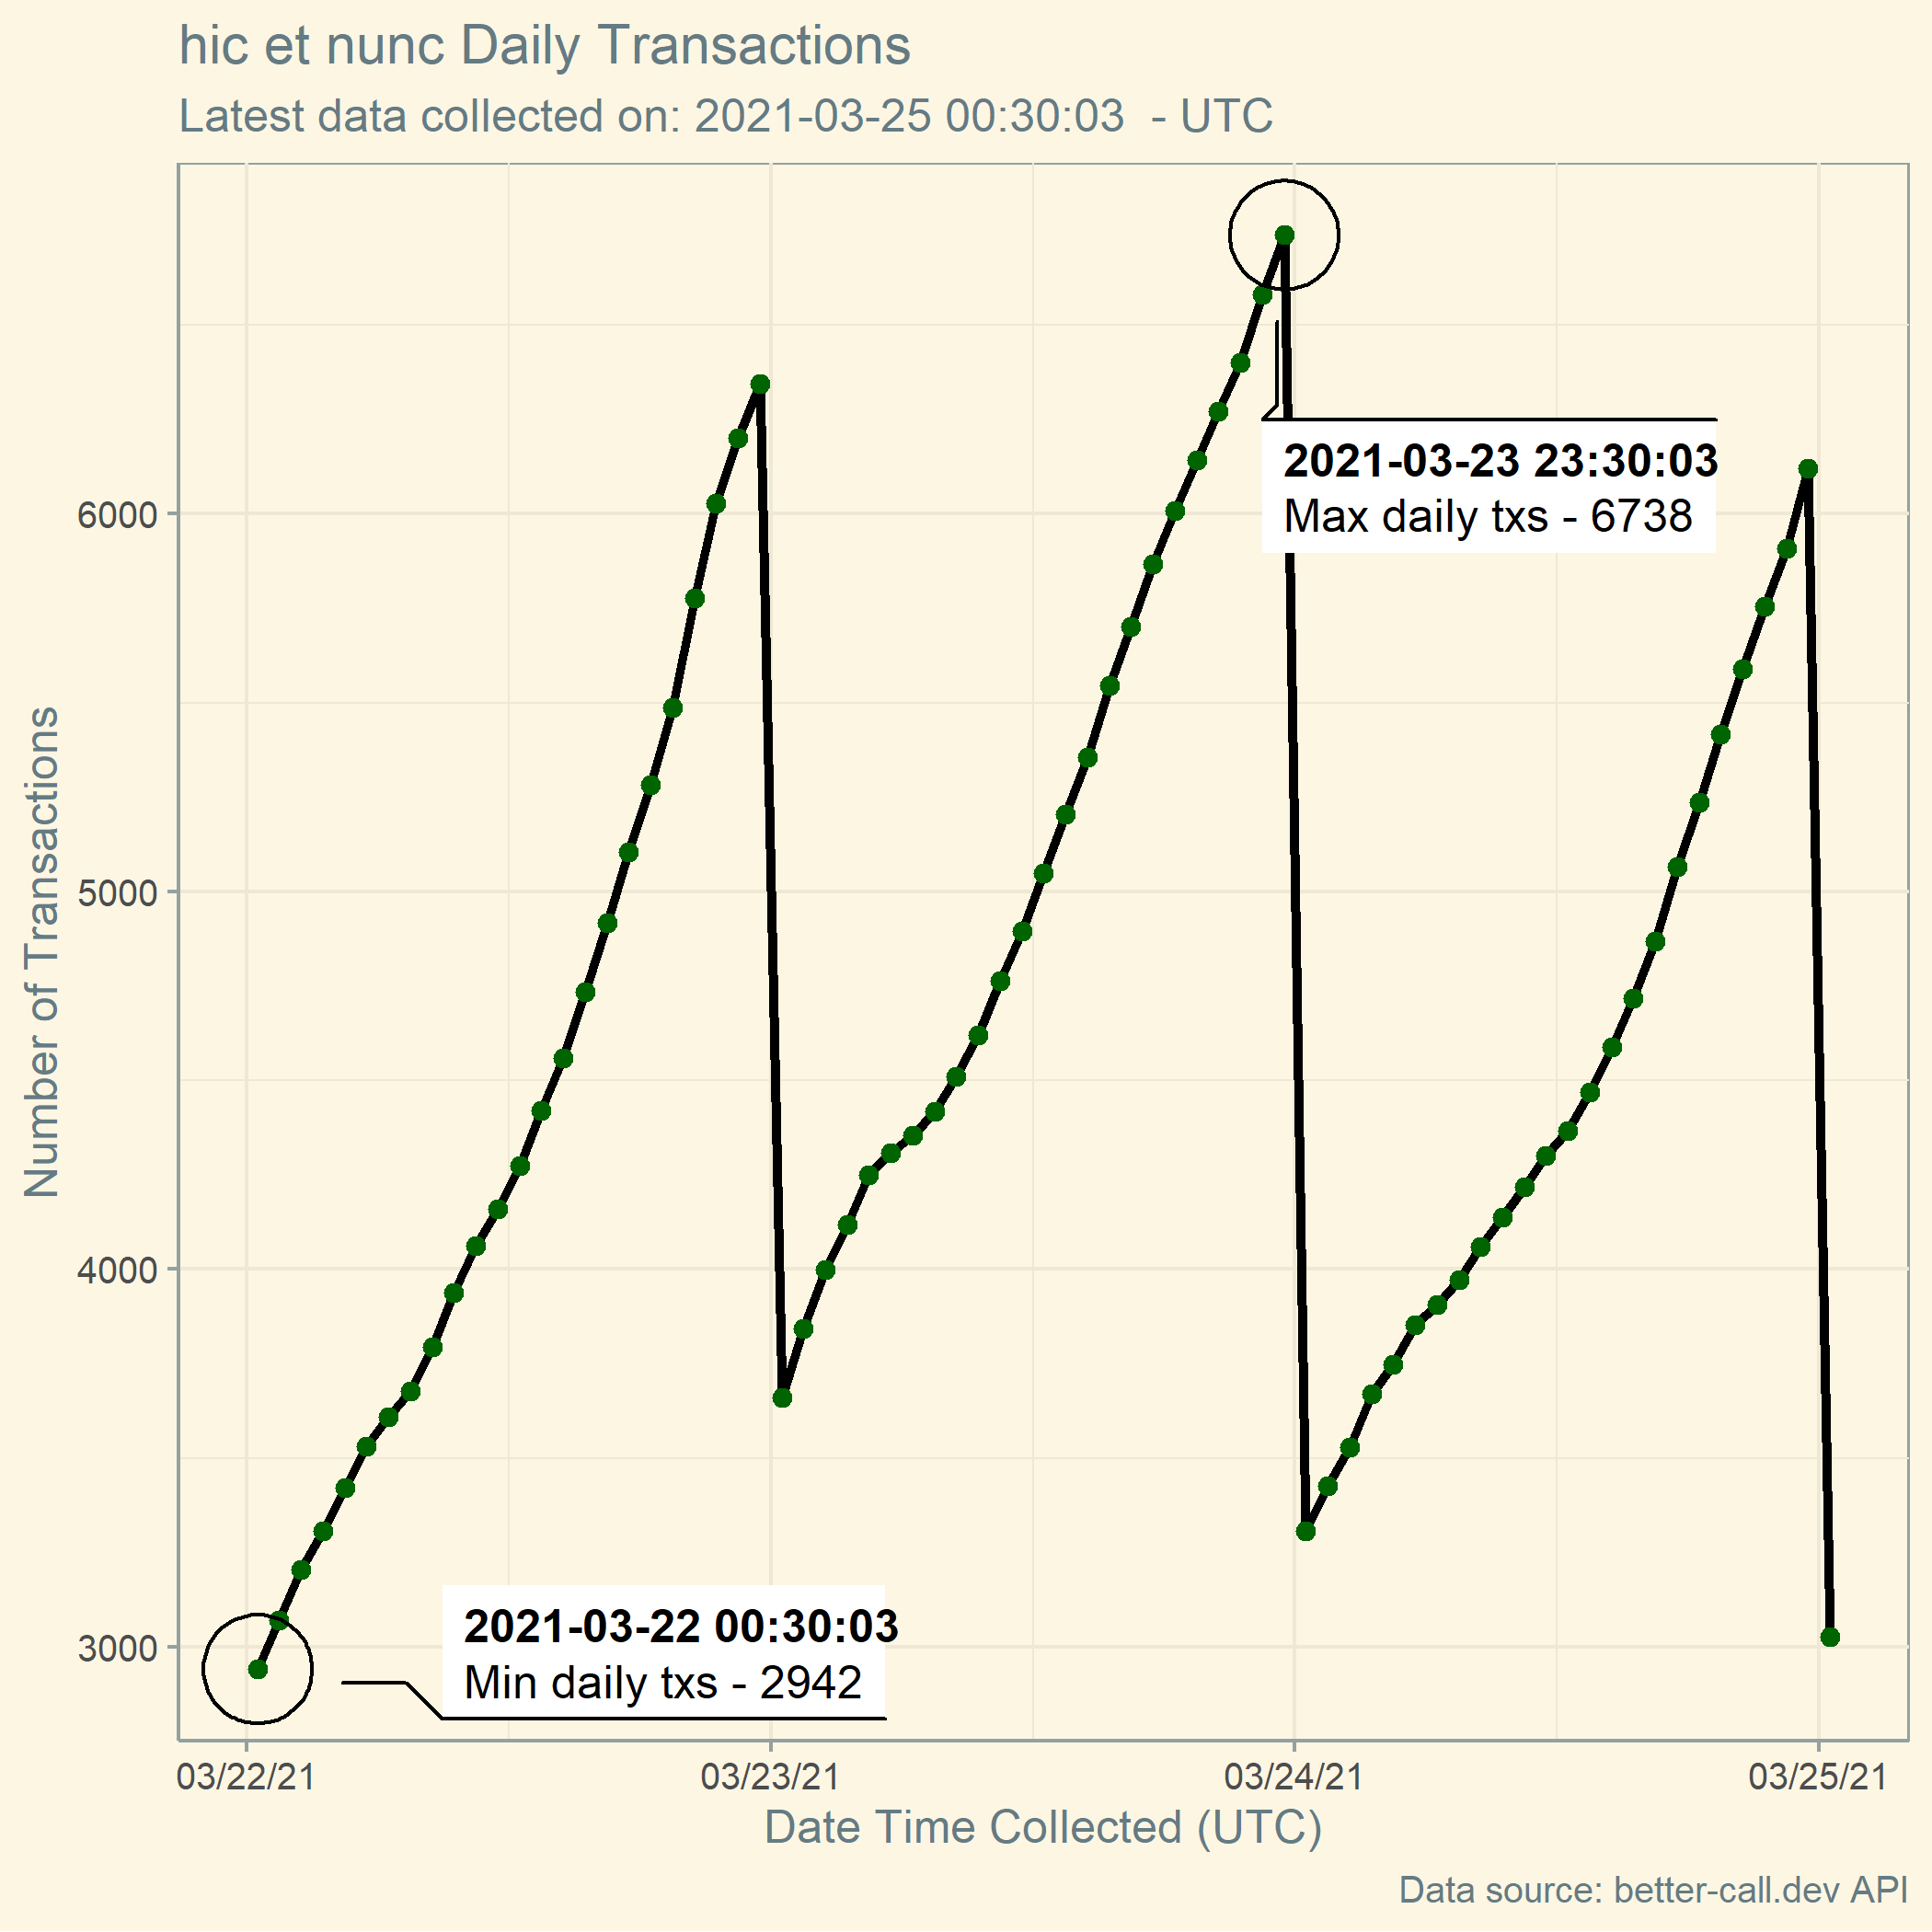 hic et nunc Daily Transactions
Latest data collected on: 2021-03-25 00:30:03  - UTC
Number of Transactions
6000
5000
4000
3000
2021-03-23 23:30:03
Max daily txs - 6738
2021-03-22 00:30:03
Min daily txs - 2942
03/22/21 03/23/21 03/24/21 03/25/21
Date Time Collected (UTC)
Data source: better-call.dev API